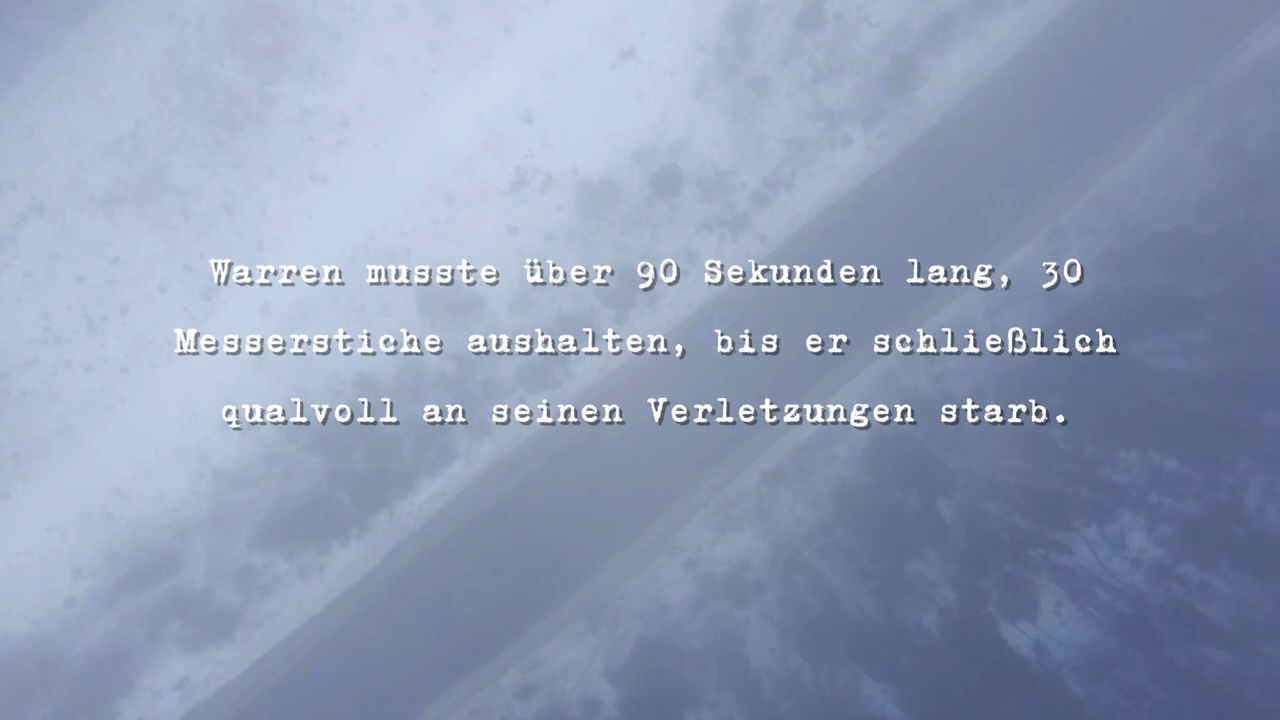 Warren musste über 90 Sekunden lang, 30
Messerstiche aushalten, bis er schließlich
qualvoll an seinen Verletzungen starb.